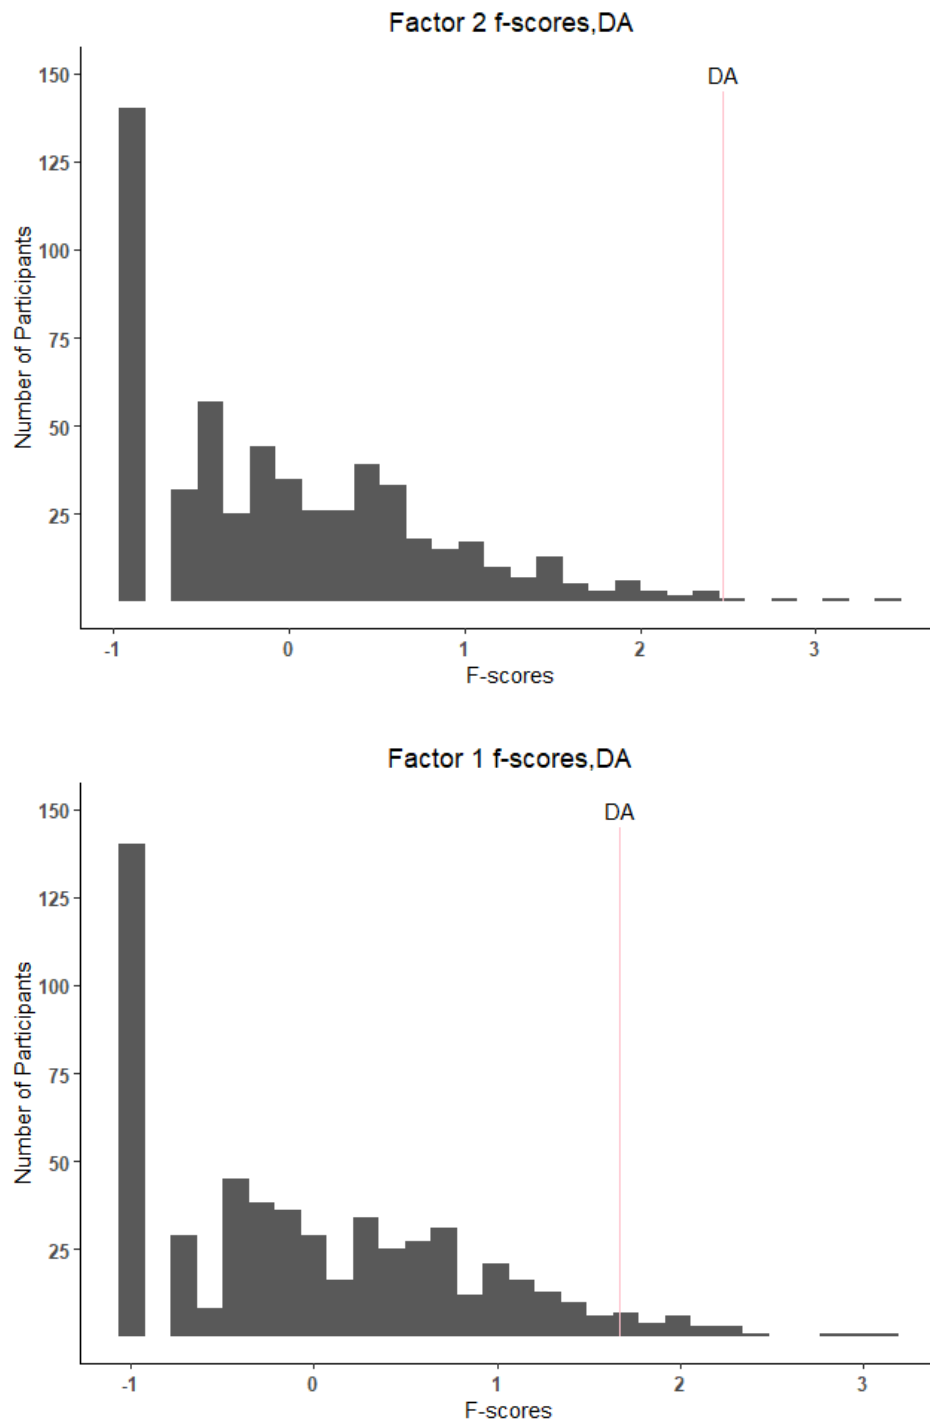 Factor 2 f-scores,DA
DA
150
125
100
75
50
25
Number of Participants
-1 0 1 2 3
F-scores
Factor 1 f-scores,DA
DA
150
125
100
75
50
25
Number of Participants
-1 0 1 2 3
F-scores